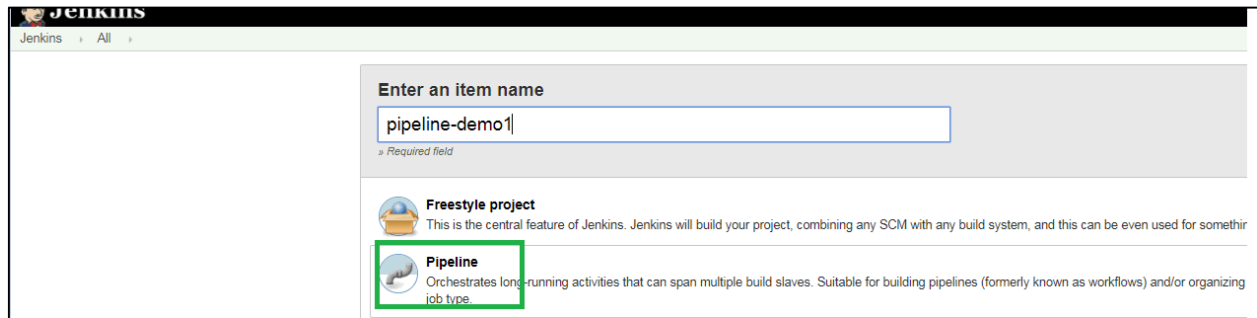 Jenkins
Jenkins All
Enter an item name
pipeline-demo1
» Required field
Freestyle project
This is the central feature of Jenkins. Jenkins will build your project, combining any SCM with any build system, and this can be even used for
Pipeline
Orchestrates long-running activities that can span multiple build slaves. Suitable for building pipelines (formerly known as workflows) and/or organizing
job type.